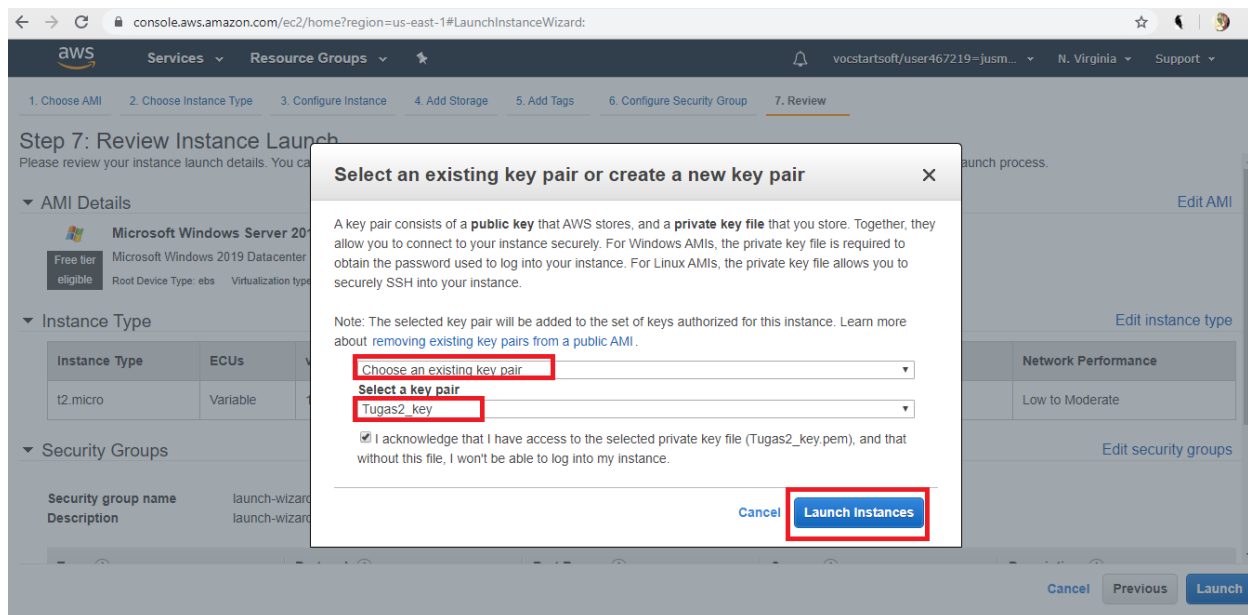 console.aws.amazon.com/ec2/home?region=us-east-1#LaunchInstanceWizard:
aws Services Resource Groups vocstartsoft/user467219=jusm... N. Virginia Support
1. Choose AMI 2. Choose Instance Type 3. Configure Instance 4. Add Storage 5. Add Tags 6. Configure Security Group 7. Review
Step 7: Review Instance Launch
Please review your instance launch details. You ca aunch process.
AMI Details Edit AMI
Microsoft Windows Server 201
Free tier eligible
Microsoft Windows 2019 Datacenter
Root Device Type: ebs Virtualization type
Instance Type Edit instance type
Instance Type ECUs Network Performance
t2.micro Variable Low to Moderate
Security Groups Edit security groups
Security group name launch-wizard
Description launch-wizard
Select an existing key pair or create a new key pair
A key pair consists of a public key that AWS stores, and a private key file that you store. Together, they
allow you to connect to your instance securely. For Windows AMIs, the private key file is required to
obtain the password used to log into your instance. For Linux AMIs, the private key file allows you to
securely SSH into your instance.
Note: The selected key pair will be added to the set of keys authorized for this instance. Learn more
about removing existing key pairs from a public AMI .
Choose an existing key pair
Select a key pair
Tugas2_key
I acknowledge that I have access to the selected private key file (Tugas2_key.pem), and that
without this file, I won't be able to log into my instance.
Cancel Launch Instances
Cancel Previous Launch